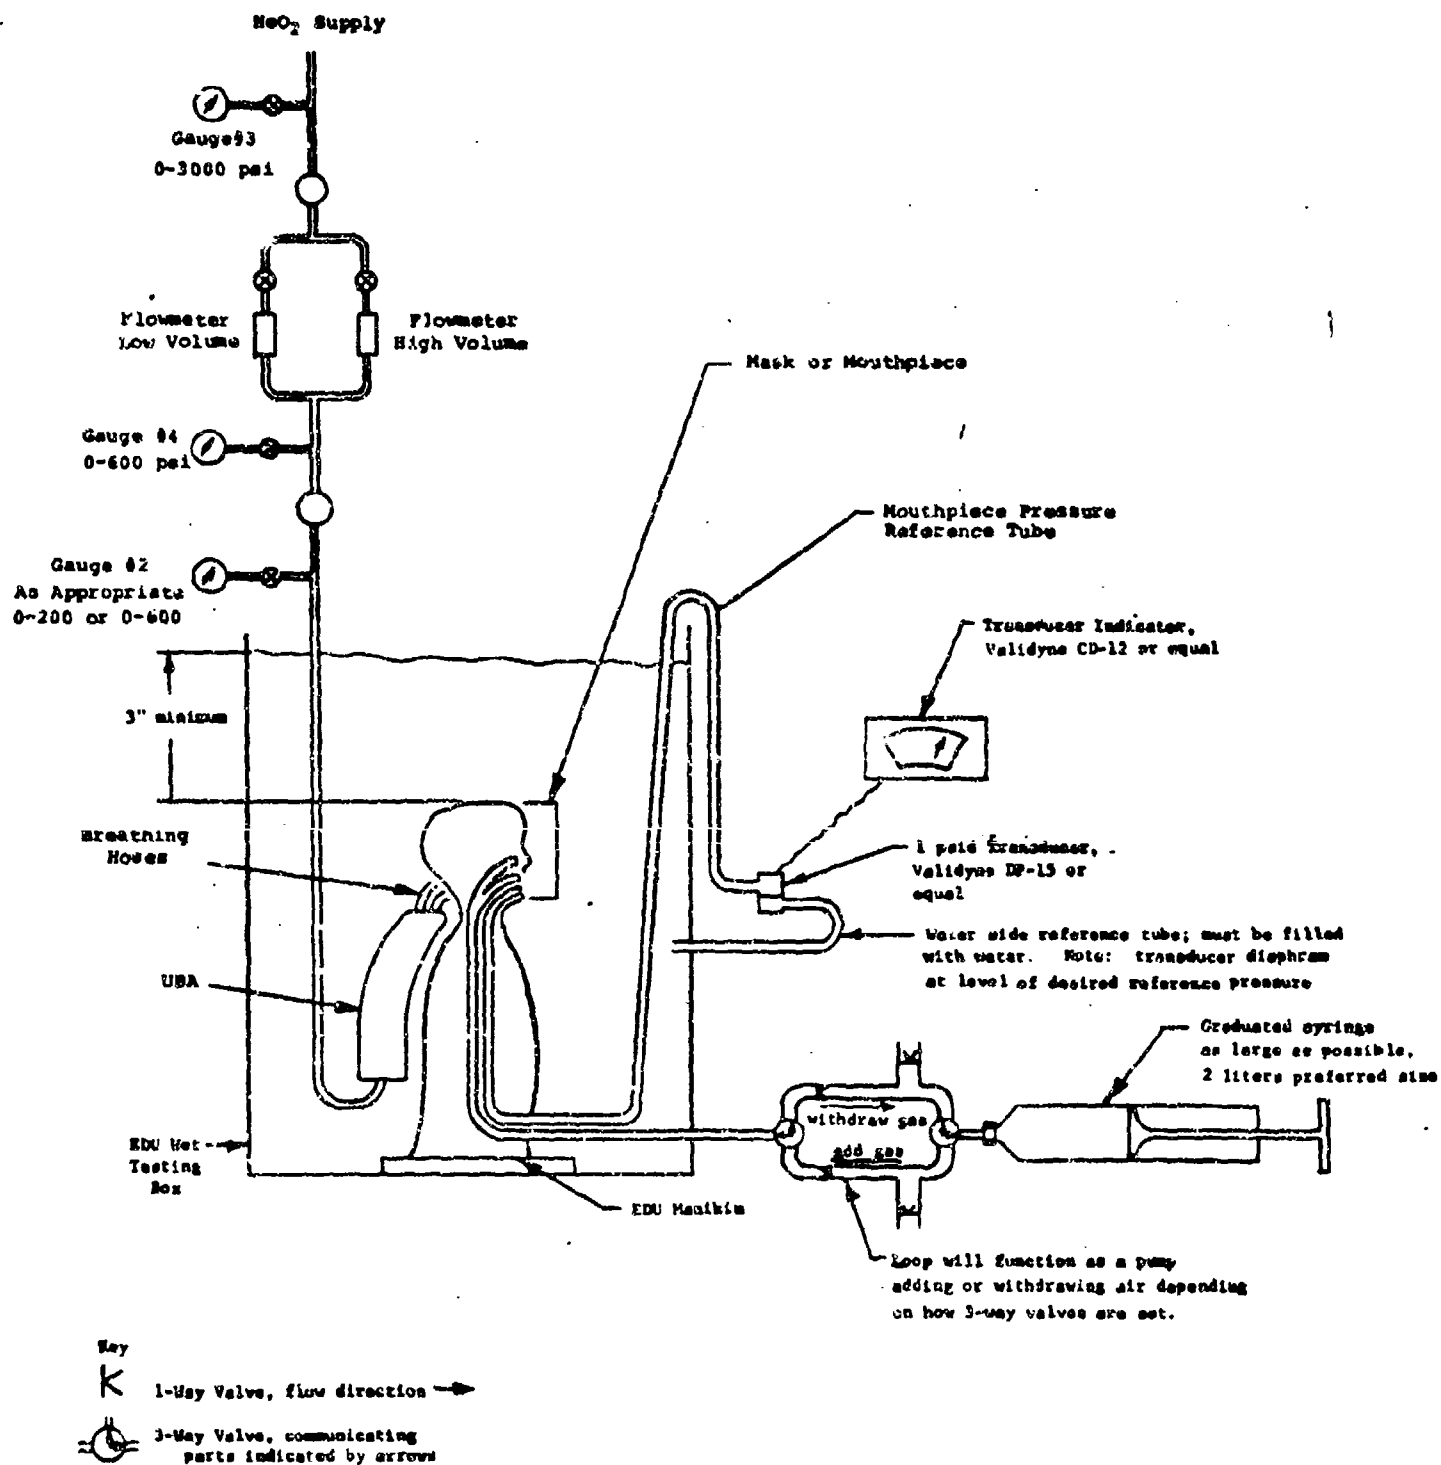 HeO2 Supply
Gauge #3
0-3000 psi
Flowmeter
Low Volume
Flowmeter
High Volume
Mask or Mouthpiece
Gauge #4
0-600 psi
Mouthpiece Pressure
Reference Tube
Gauge #2
As Appropriate
0-200 or 0-600
Transducer Indicator,
Validyne CD-12 or equal
3" minimum
Breathing
Hoses
1 psid Transducer,
Validyne DP-15 or
equal
Water side reference tube; must be filled
with water. Note: transducer diaphram
at level of desired reference pressure
UBA
Graduated syringe
as large as possible,
2 liters preferred size
withdraw gas
add gas
EDU Wet
Testing
Box
EDU Manikin
Loop will function as a pump
adding or withdrawing air depending
on how 3-way valves are set.
Key
1-Way Valve, flow direction
3-Way Valve, communicating
parts indicated by arrows